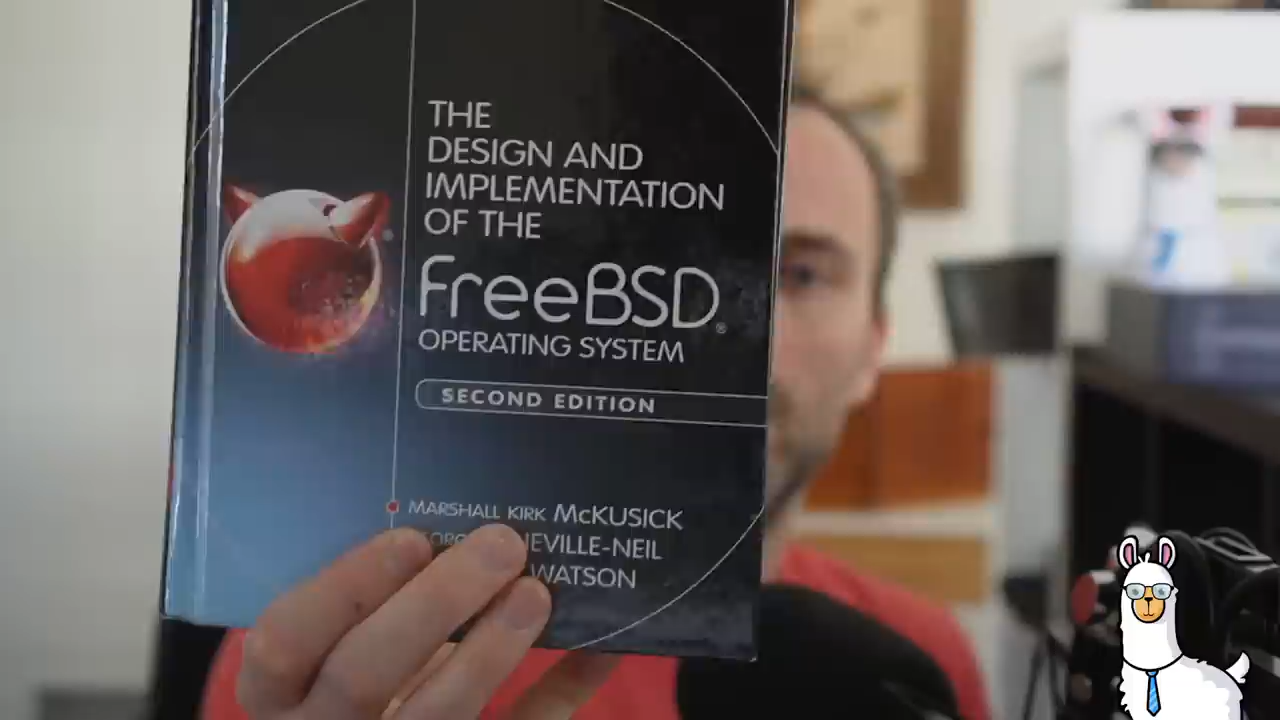 THE
DESIGN AND
IMPLEMENTATION
OF THE
FreeBSD®
OPERATING SYSTEM
SECOND EDITION
MARSHALL KIRK McKUSICK
NEVILLE-NEIL
WATSON